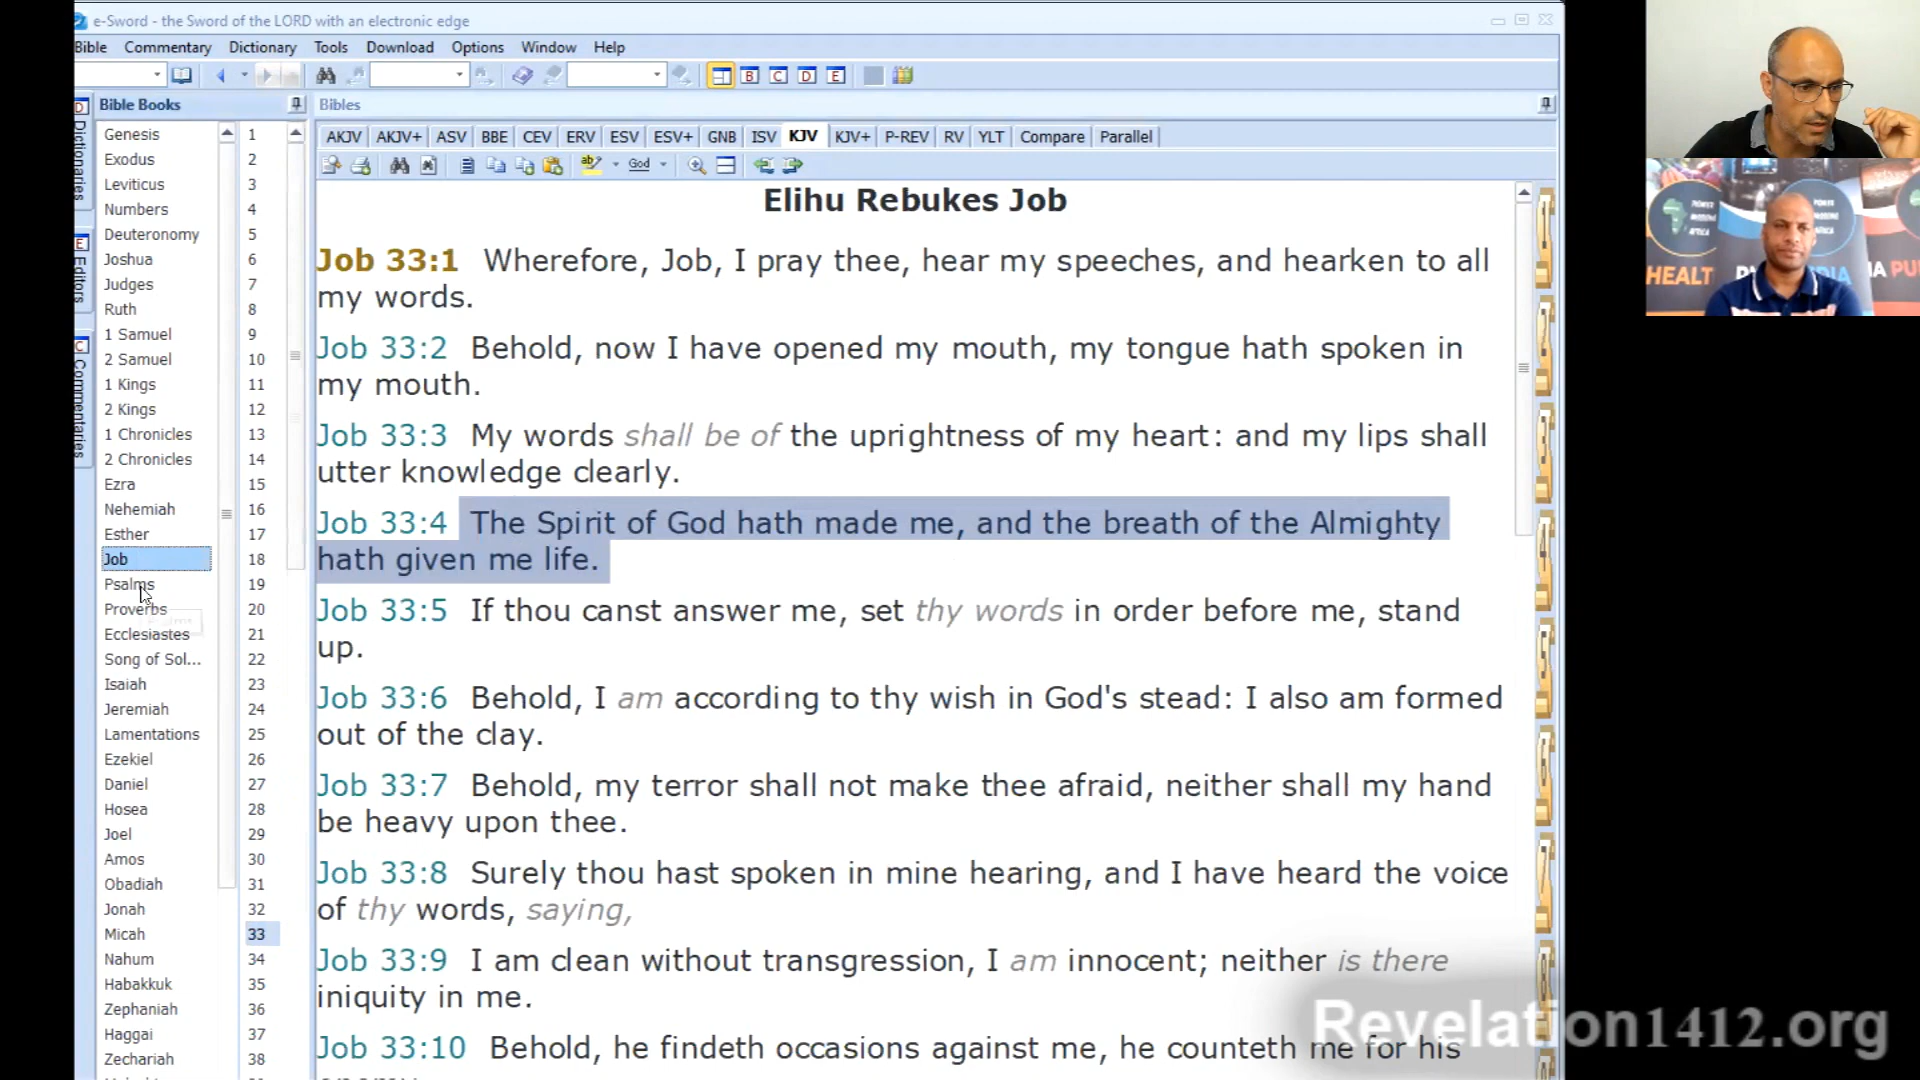 e-Sword - the Sword of the LORD with an electronic edge
Bible Commentary Dictionary Tools Download Options Window Help
B C D E
Bible Books
Bibles
D Dictionaries
E Editors
C Commentaries
AKJV AKJV+ ASV BBE CEV ERV ESV ESV+ GNB ISV KJV KJV+ P-REV RV YLT Compare Parallel
God
Genesis 1
Exodus 2
Leviticus 3
Numbers 4
Deuteronomy 5
Joshua 6
Judges 7
Ruth 8
1 Samuel 9
2 Samuel 10
1 Kings 11
2 Kings 12
1 Chronicles 13
2 Chronicles 14
Ezra 15
Nehemiah 16
Esther 17
Job 18
Psalms 19
Proverbs 20
Ecclesiastes 21
Song of Sol... 22
Isaiah 23
Jeremiah 24
Lamentations 25
Ezekiel 26
Daniel 27
Hosea 28
Joel 29
Amos 30
Obadiah 31
Jonah 32
Micah 33
Nahum 34
Habakkuk 35
Zephaniah 36
Haggai 37
Zechariah 38
Elihu Rebukes Job
Job 33:1 Wherefore, Job, I pray thee, hear my speeches, and hearken to all
my words.
Job 33:2 Behold, now I have opened my mouth, my tongue hath spoken in
my mouth.
Job 33:3 My words shall be of the uprightness of my heart: and my lips shall
utter knowledge clearly.
Job 33:4 The Spirit of God hath made me, and the breath of the Almighty
hath given me life.
Job 33:5 If thou canst answer me, set thy words in order before me, stand
up.
Job 33:6 Behold, I am according to thy wish in God's stead: I also am formed
out of the clay.
Job 33:7 Behold, my terror shall not make thee afraid, neither shall my hand
be heavy upon thee.
Job 33:8 Surely thou hast spoken in mine hearing, and I have heard the voice
of thy words, saying,
Job 33:9 I am clean without transgression, I am innocent; neither is there
iniquity in me.
Job 33:10 Behold, he findeth occasions against me, he counteth me for his
HEALT
Revelation1412.org